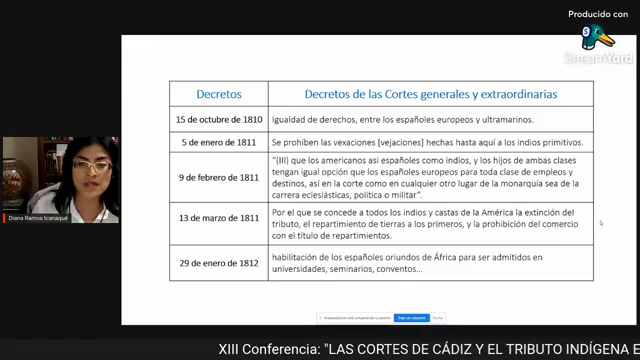 Producido con
StreamYard
Decretos
Decretos de las Cortes generales y extraordinarias
15 de octubre de 1810
Igualdad de derechos, entre los españoles europeos y ultramarinos.
5 de enero de 1811
Se prohíben las vexaciones [vejaciones] hechas hasta aquí a los indios primitivos.
9 de febrero de 1811
“(III) que los americanos asi españoles como indios, y los hijos de ambas clases
tengan igual opción que los españoles europeos para toda clase de empleos y
destinos, así en la corte como en cualquier otro lugar de la monarquía sea de la
carrera eclesiásticas, política o militar”.
13 de marzo de 1811
Por el que se concede a todos los indios y castas de la América la extinción del
tributo, el repartimiento de tierras a los primeros, y la prohibición del comercio
con el título de repartimientos.
29 de enero de 1812
habilitación de los españoles oriundos de África para ser admitidos en
universidades, seminarios, conventos...
Diana Ramos Icanaqué
XIII Conferencia: "LAS CORTES DE CÁDIZ Y EL TRIBUTO INDÍGENA E